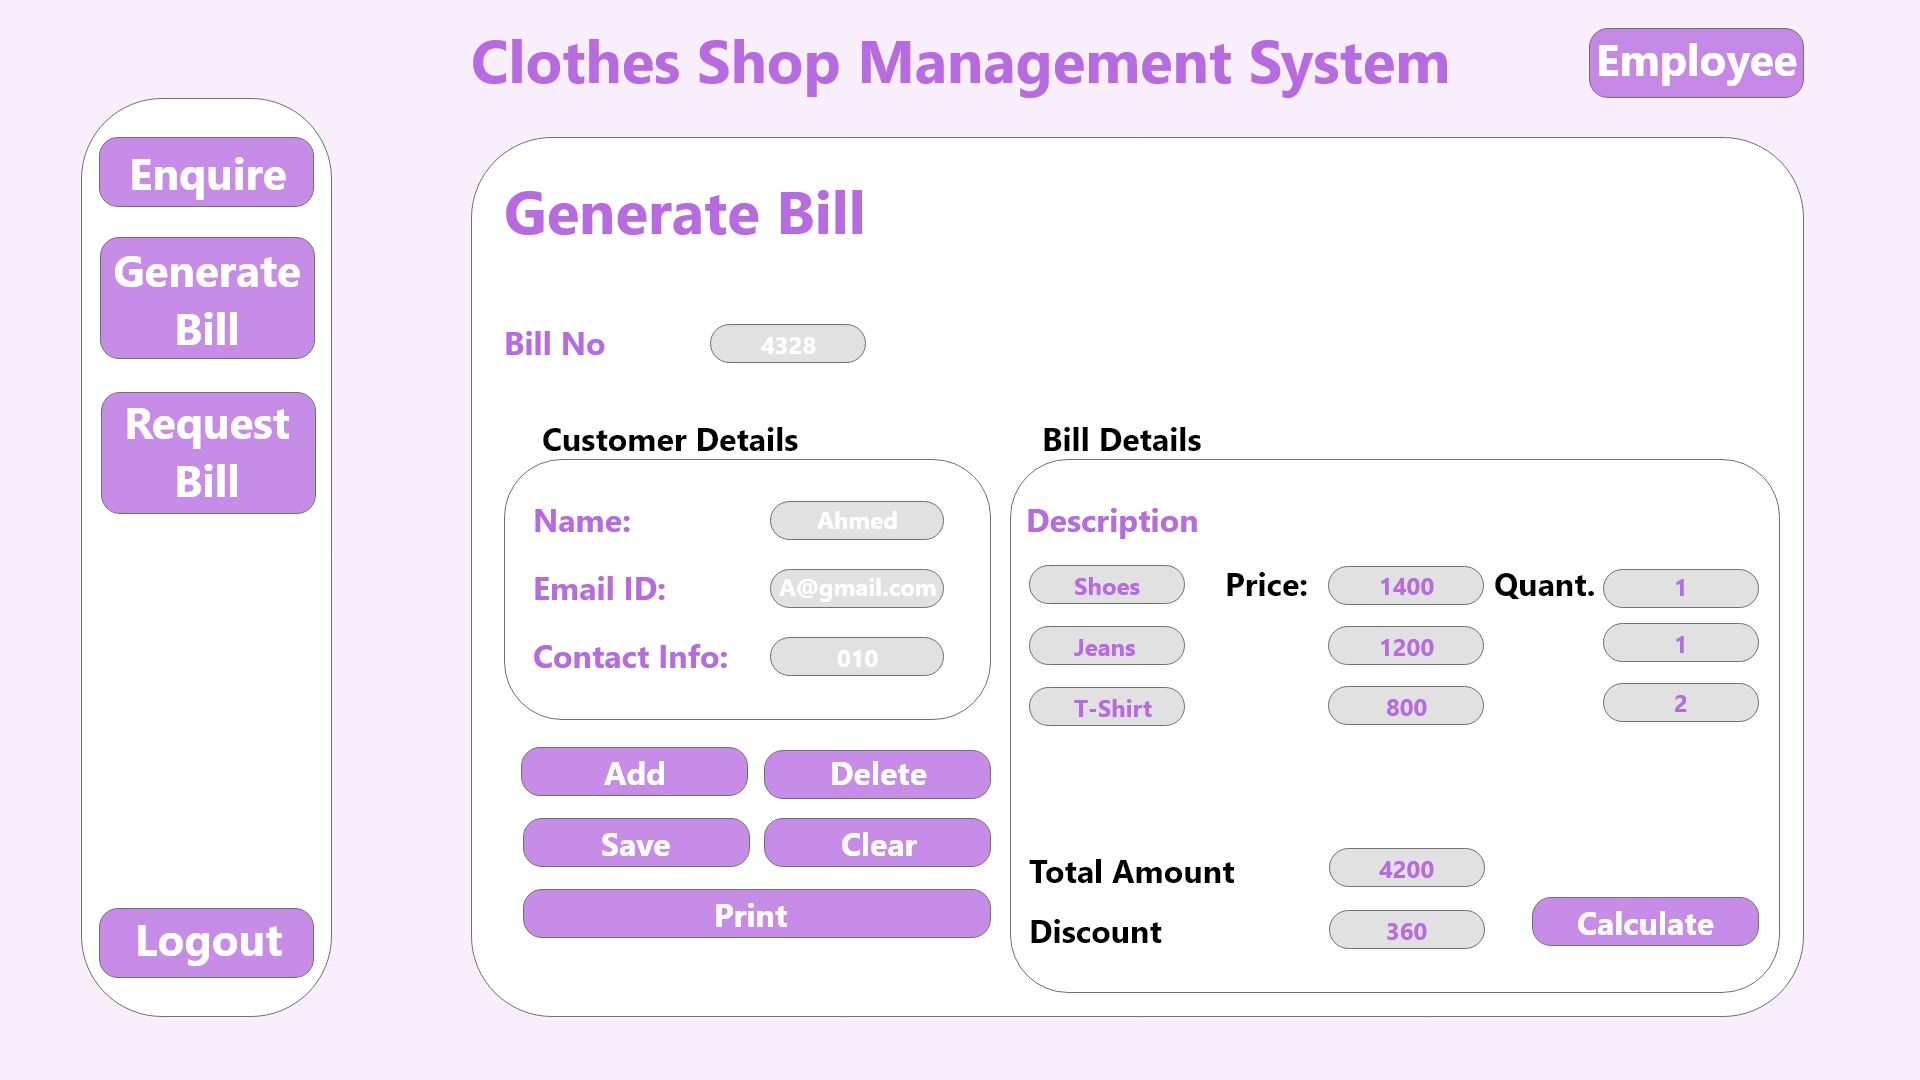 Clothes Shop Management System
Employee
Enquire
Generate
Bill
Request
Bill
Logout
Generate Bill
Bill No 4328
Customer Details
Name: Ahmed
Email ID: A@gmail.com
Contact Info: 010
Add Delete
Save Clear
Print
Bill Details
Description
Shoes Price: 1400 Quant. 1
Jeans 1200 1
T-Shirt 800 2
Total Amount 4200
Discount 360
Calculate